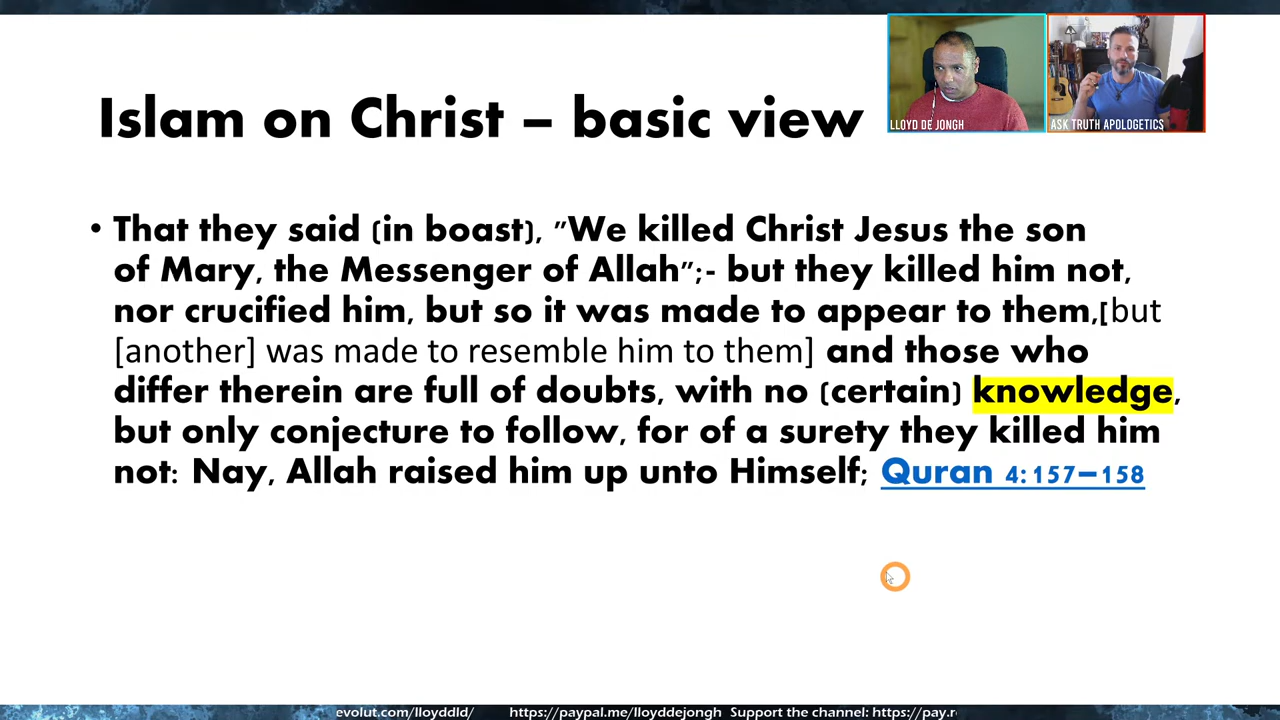 Islam on Christ – basic view
LLOYD DE JONGH
ASK TRUTH APOLOGETICS
• That they said (in boast), "We killed Christ Jesus the son
of Mary, the Messenger of Allah";- but they killed him not,
nor crucified him, but so it was made to appear to them,[but
[another] was made to resemble him to them] and those who
differ therein are full of doubts, with no (certain) knowledge,
but only conjecture to follow, for of a surety they killed him
not: Nay, Allah raised him up unto Himself; Quran 4:157–158
evolut.com/lloyddld/ https://paypal.me/lloyddejongh Support the channel: https://pay.r